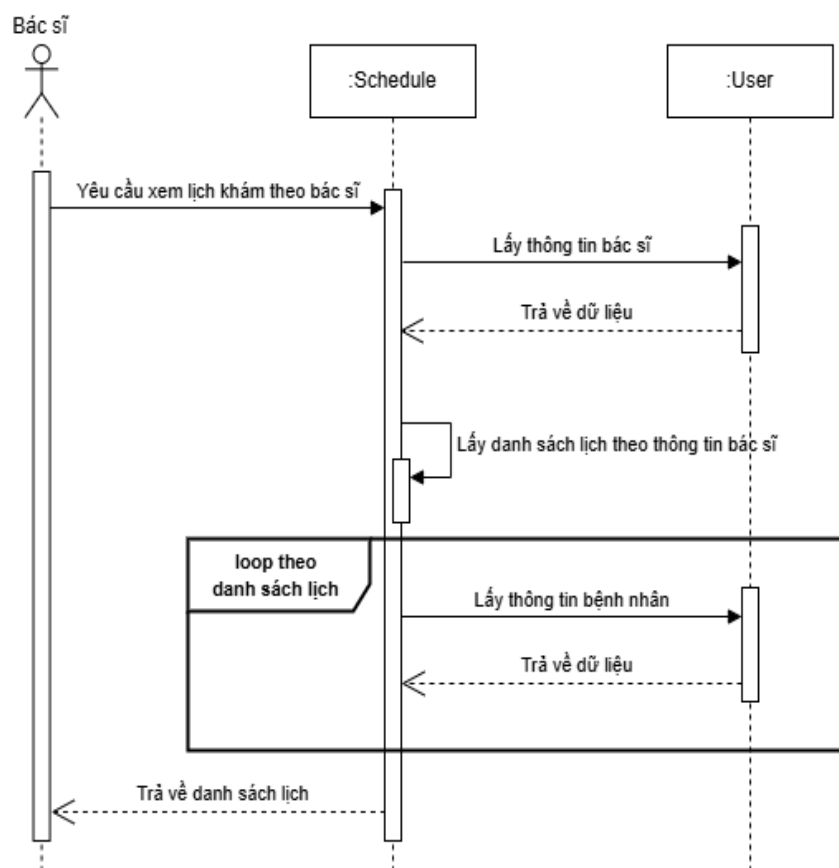 Bác sĩ
:Schedule
:User
Yêu cầu xem lịch khám theo bác sĩ
Lấy thông tin bác sĩ
Trả về dữ liệu
Lấy danh sách lịch theo thông tin bác sĩ
loop theo
danh sách lịch
Lấy thông tin bệnh nhân
Trả về dữ liệu
Trả về danh sách lịch